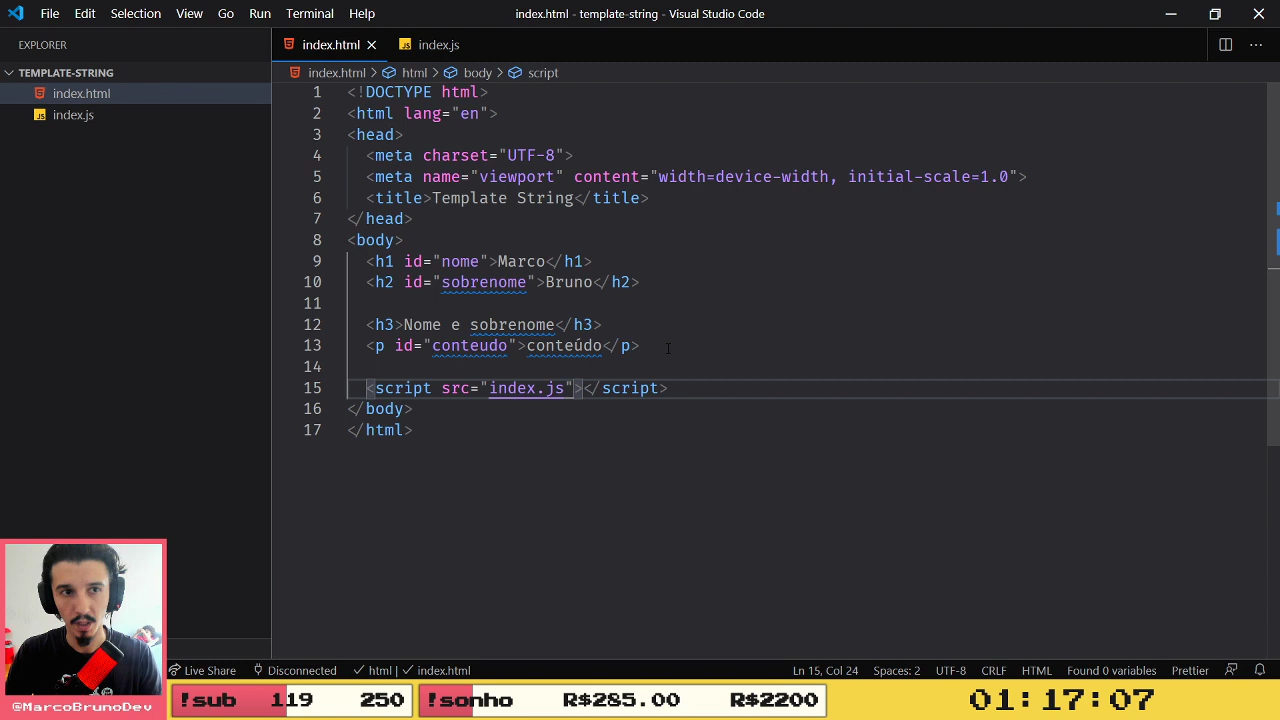 File Edit Selection View Go Run Terminal Help index.html - template-string - Visual Studio Code
EXPLORER
index.html
JS index.js
TEMPLATE-STRING
index.html > html > body > script
index.html
JS index.js
1 <!DOCTYPE html>
2 <html lang="en">
3 <head>
4 <meta charset="UTF-8">
5 <meta name="viewport" content="width=device-width, initial-scale=1.0">
6 <title>Template String</title>
7 </head>
8 <body>
9 <h1 id="nome">Marco</h1>
10 <h2 id="sobrenome">Bruno</h2>
11
12 <h3>Nome e sobrenome</h3>
13 <p id="conteudo">conteúdo</p>
14
15 <script src="index.js"></script>
16 </body>
17 </html>
Live Share Disconnected html | index.html Ln 15, Col 24 Spaces: 2 UTF-8 CRLF HTML Found 0 variables Prettier
@MarcoBrunoDev
!sub 119 250 !sonho R$285.00 R$2200 01:17:07